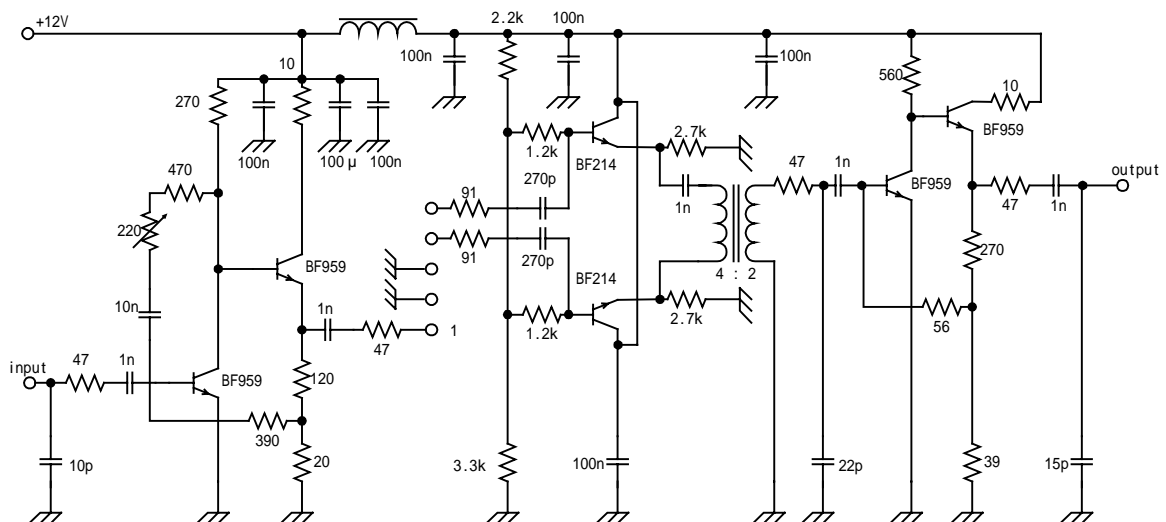 +12V
2.2k
100n
100n
100n
10
270
560
10
BF959
100n
100 µ
100n
1.2k
BF214
2.7k
470
47
1n
BF959
output
220
91
270p
1n
47
1n
91
270p
BF214
4 : 2
270
BF959
10n
1n
47
1
1.2k
2.7k
56
input
47
1n
BF959
120
390
10p
20
3.3k
100n
22p
39
15p